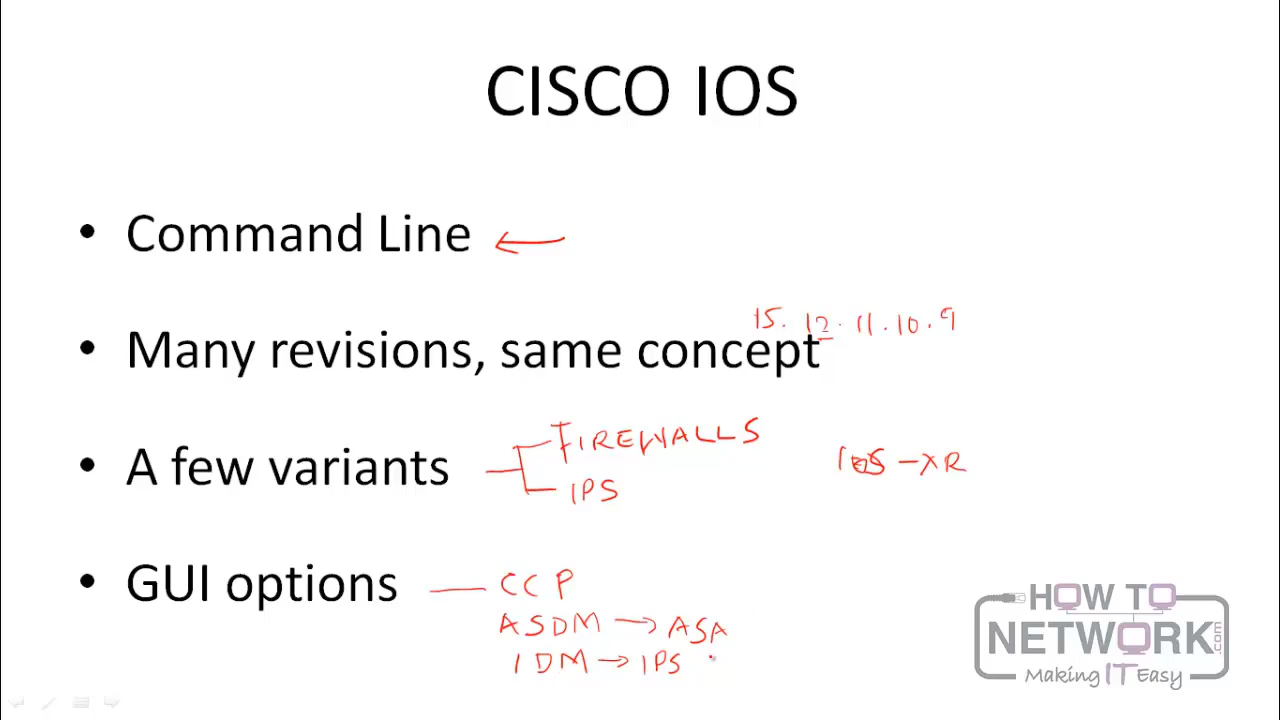 CISCO IOS
• Command Line
15. 12. 11. 10. 9
• Many revisions, same concept
FIREWALLS
• A few variants
IOS - XR
IPS
• GUI options
CCP
ASDM → ASA
IDM → IPS
HOW TO
NETWORK.com
Making IT Easy